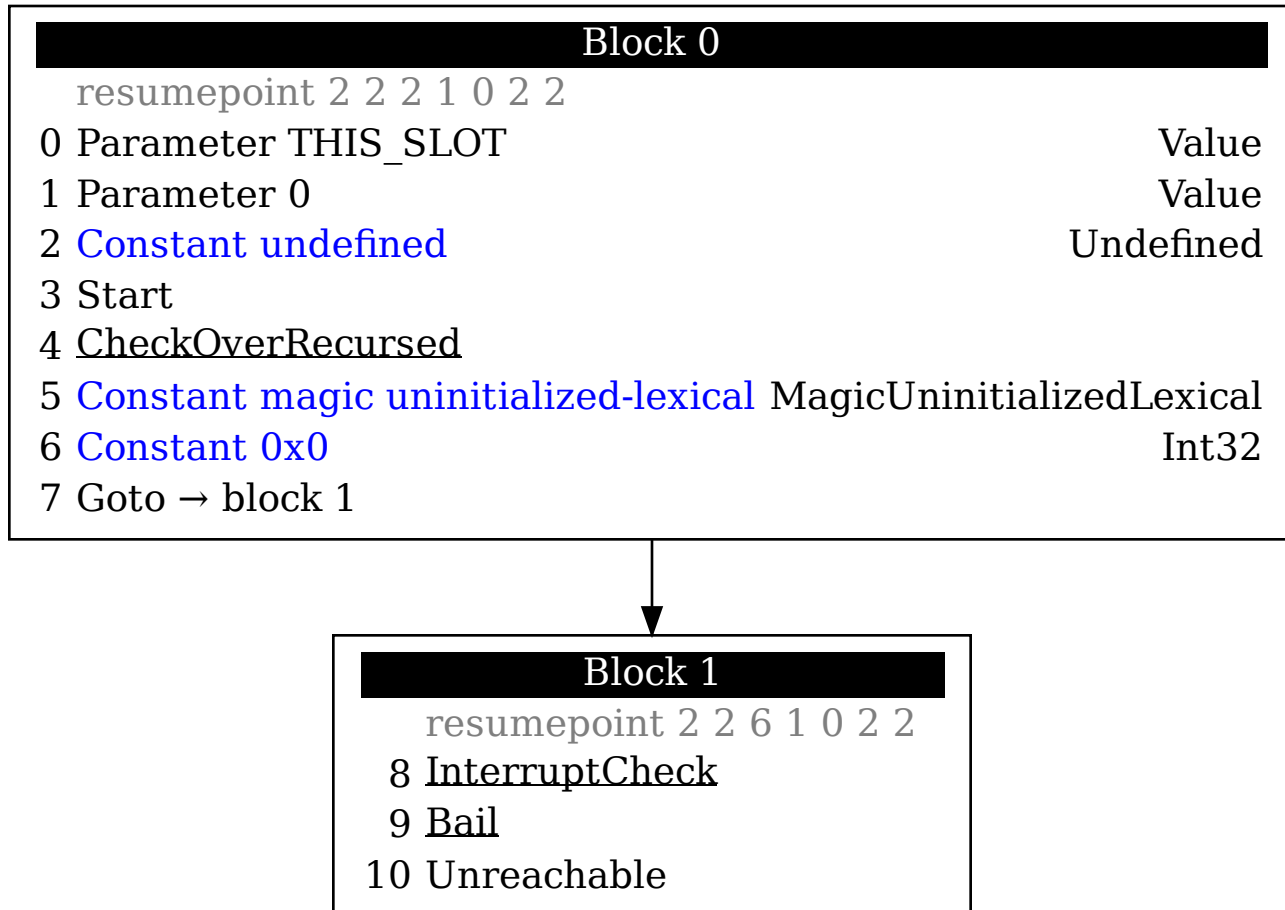 Block 0
resumepoint 2 2 2 1 0 2 2
0 Parameter THIS_SLOT Value
1 Parameter 0 Value
2 Constant undefined Undefined
3 Start
4 CheckOverRecursed
5 Constant magic uninitialized-lexical MagicUninitializedLexical
6 Constant 0x0 Int32
7 Goto → block 1
Block 1
resumepoint 2 2 6 1 0 2 2
8 InterruptCheck
9 Bail
10 Unreachable